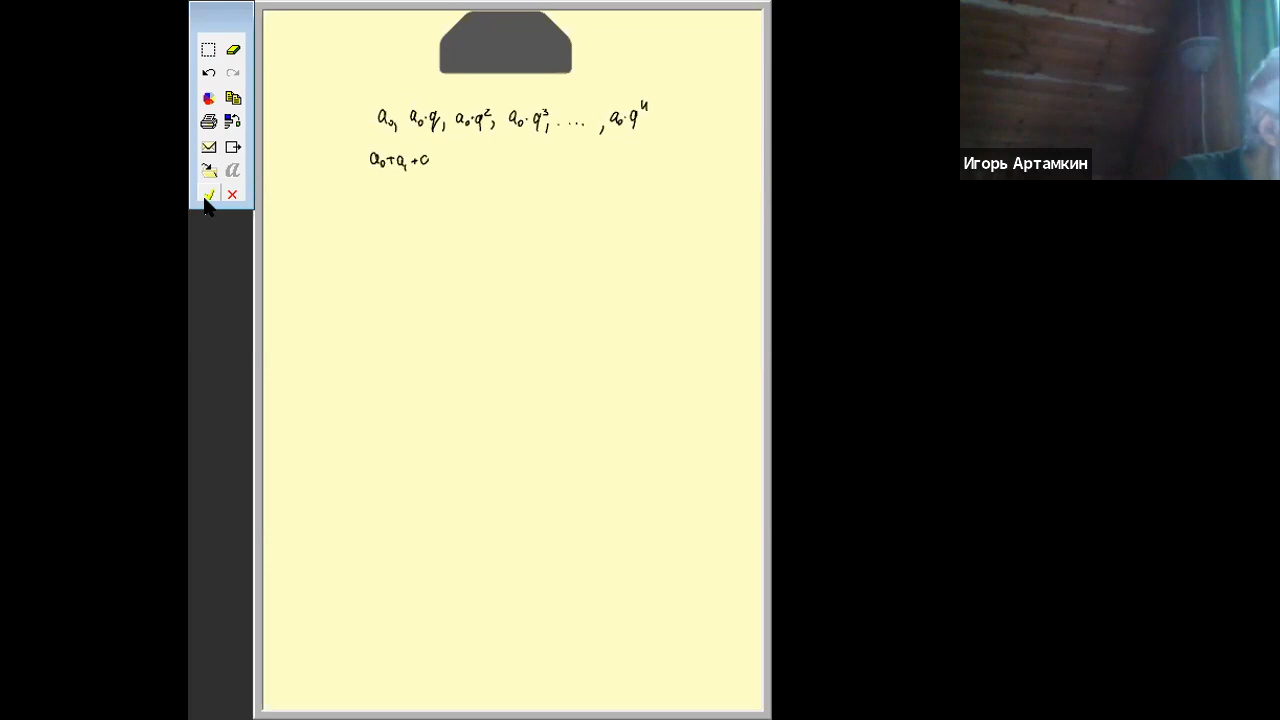 a₀, a₀·q, a₀·q², a₀·q³, ...., a₀·qⁿ
a₀+a₁+a
Игорь Артамкин